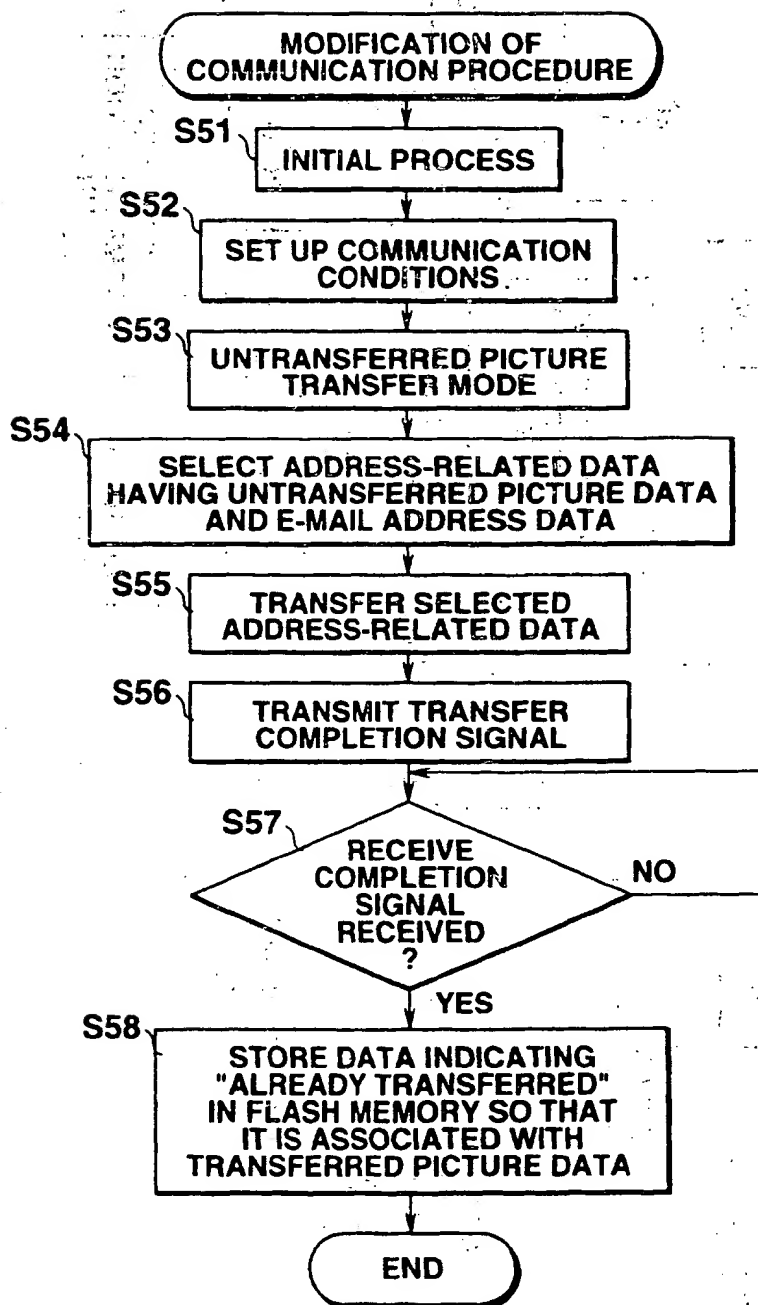 MODIFICATION OF
COMMUNICATION PROCEDURE
S51
INITIAL PROCESS
S52
SET UP COMMUNICATION
CONDITIONS.
S53
UNTRANSFERRED PICTURE
TRANSFER MODE
S54
SELECT ADDRESS-RELATED DATA
HAVING UNTRANSFERRED PICTURE DATA
AND E-MAIL ADDRESS DATA
S55
TRANSFER SELECTED
ADDRESS-RELATED DATA
S56
TRANSMIT TRANSFER
COMPLETION SIGNAL
S57
RECEIVE
COMPLETION
SIGNAL
RECEIVED
?
NO
YES
S58
STORE DATA INDICATING
"ALREADY TRANSFERRED"
IN FLASH MEMORY SO THAT
IT IS ASSOCIATED WITH
TRANSFERRED PICTURE DATA
END